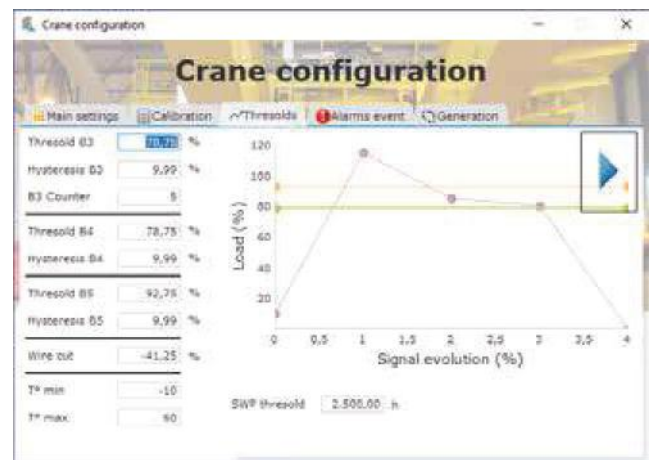 Crane configuration
Crane configuration
Main settings
Calibration
Thresolds
Alarms event
Generation
Thresold B3 78,75 %
Hysteresis B3 9,99 %
B3 Counter 5
Thresold B4 78,75 %
Hysteresis B4 9,99 %
Thresold B5 92,75 %
Hysteresis B5 9,99 %
Wire cut -41,25 %
Tº min -10
Tº max 60
Load (%)
120
80
60
40
20
0 0,5 1 1,5 2 2,5 3 3,5 4
Signal evolution (%)
SWP thresold 2.500,00 h